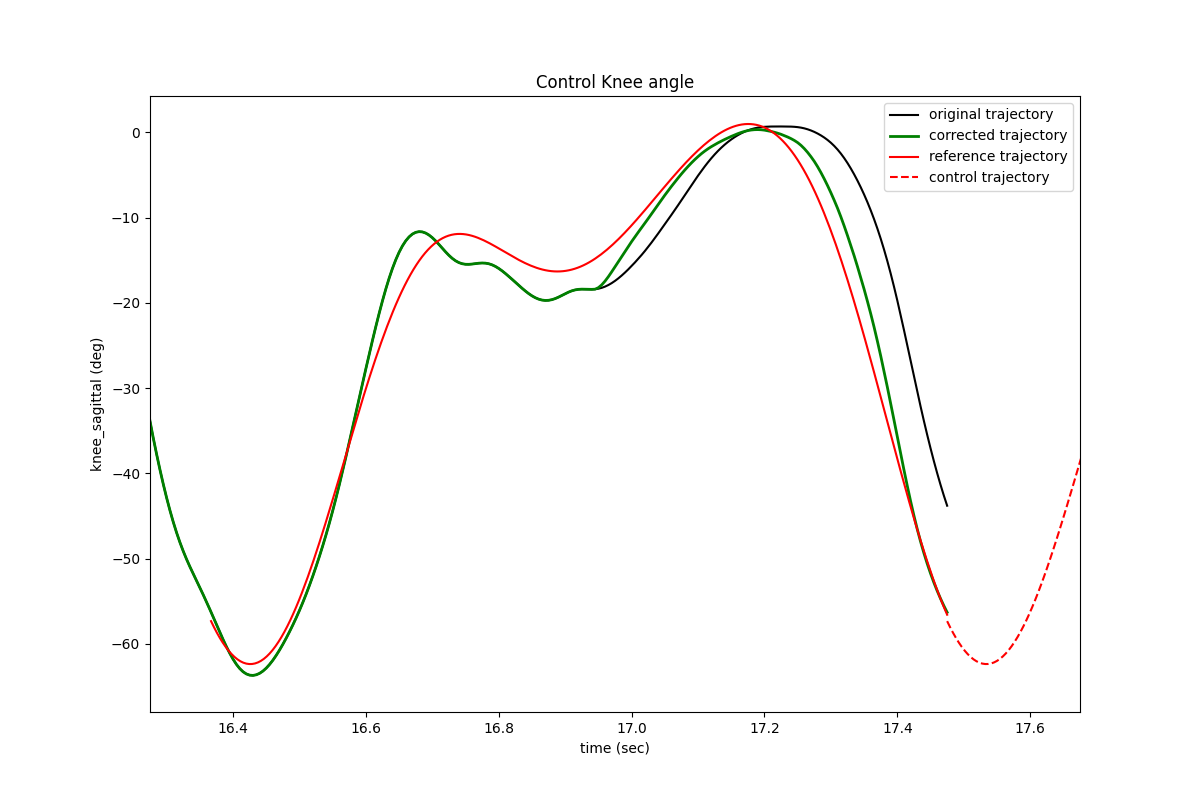 Control Knee angle
original trajectory
corrected trajectory
reference trajectory
control trajectory
0
−10
−20
−30
−40
−50
−60
knee_sagittal (deg)
16.4 16.6 16.8 17.0 17.2 17.4 17.6
time (sec)